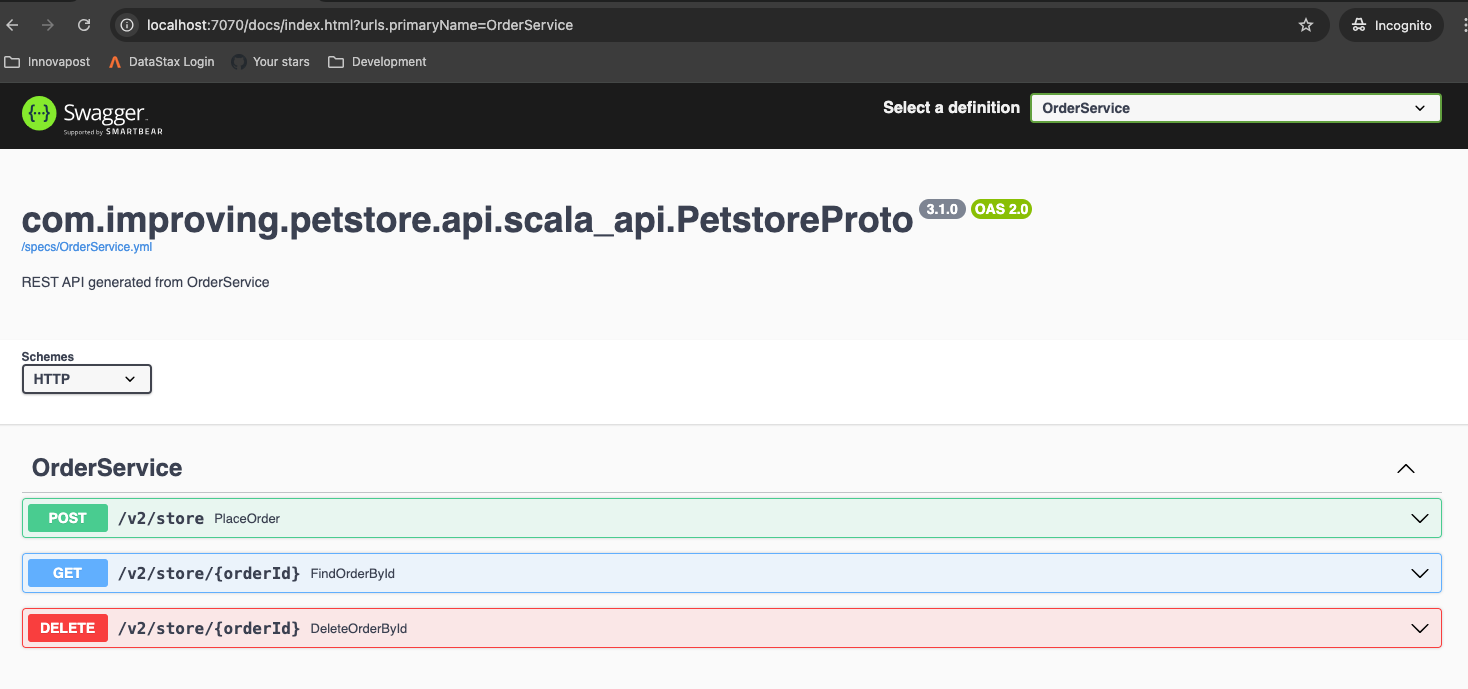 localhost:7070/docs/index.html?urls.primaryName=OrderService
Incognito
Innovapost DataStax Login Your stars Development
{···} Swagger
Supported by SMARTBEAR
Select a definition OrderService
com.improving.petstore.api.scala_api.PetstoreProto 3.1.0 OAS 2.0
/specs/OrderService.yml
REST API generated from OrderService
Schemes
HTTP
OrderService
POST /v2/store PlaceOrder
GET /v2/store/{orderId} FindOrderById
DELETE /v2/store/{orderId} DeleteOrderById